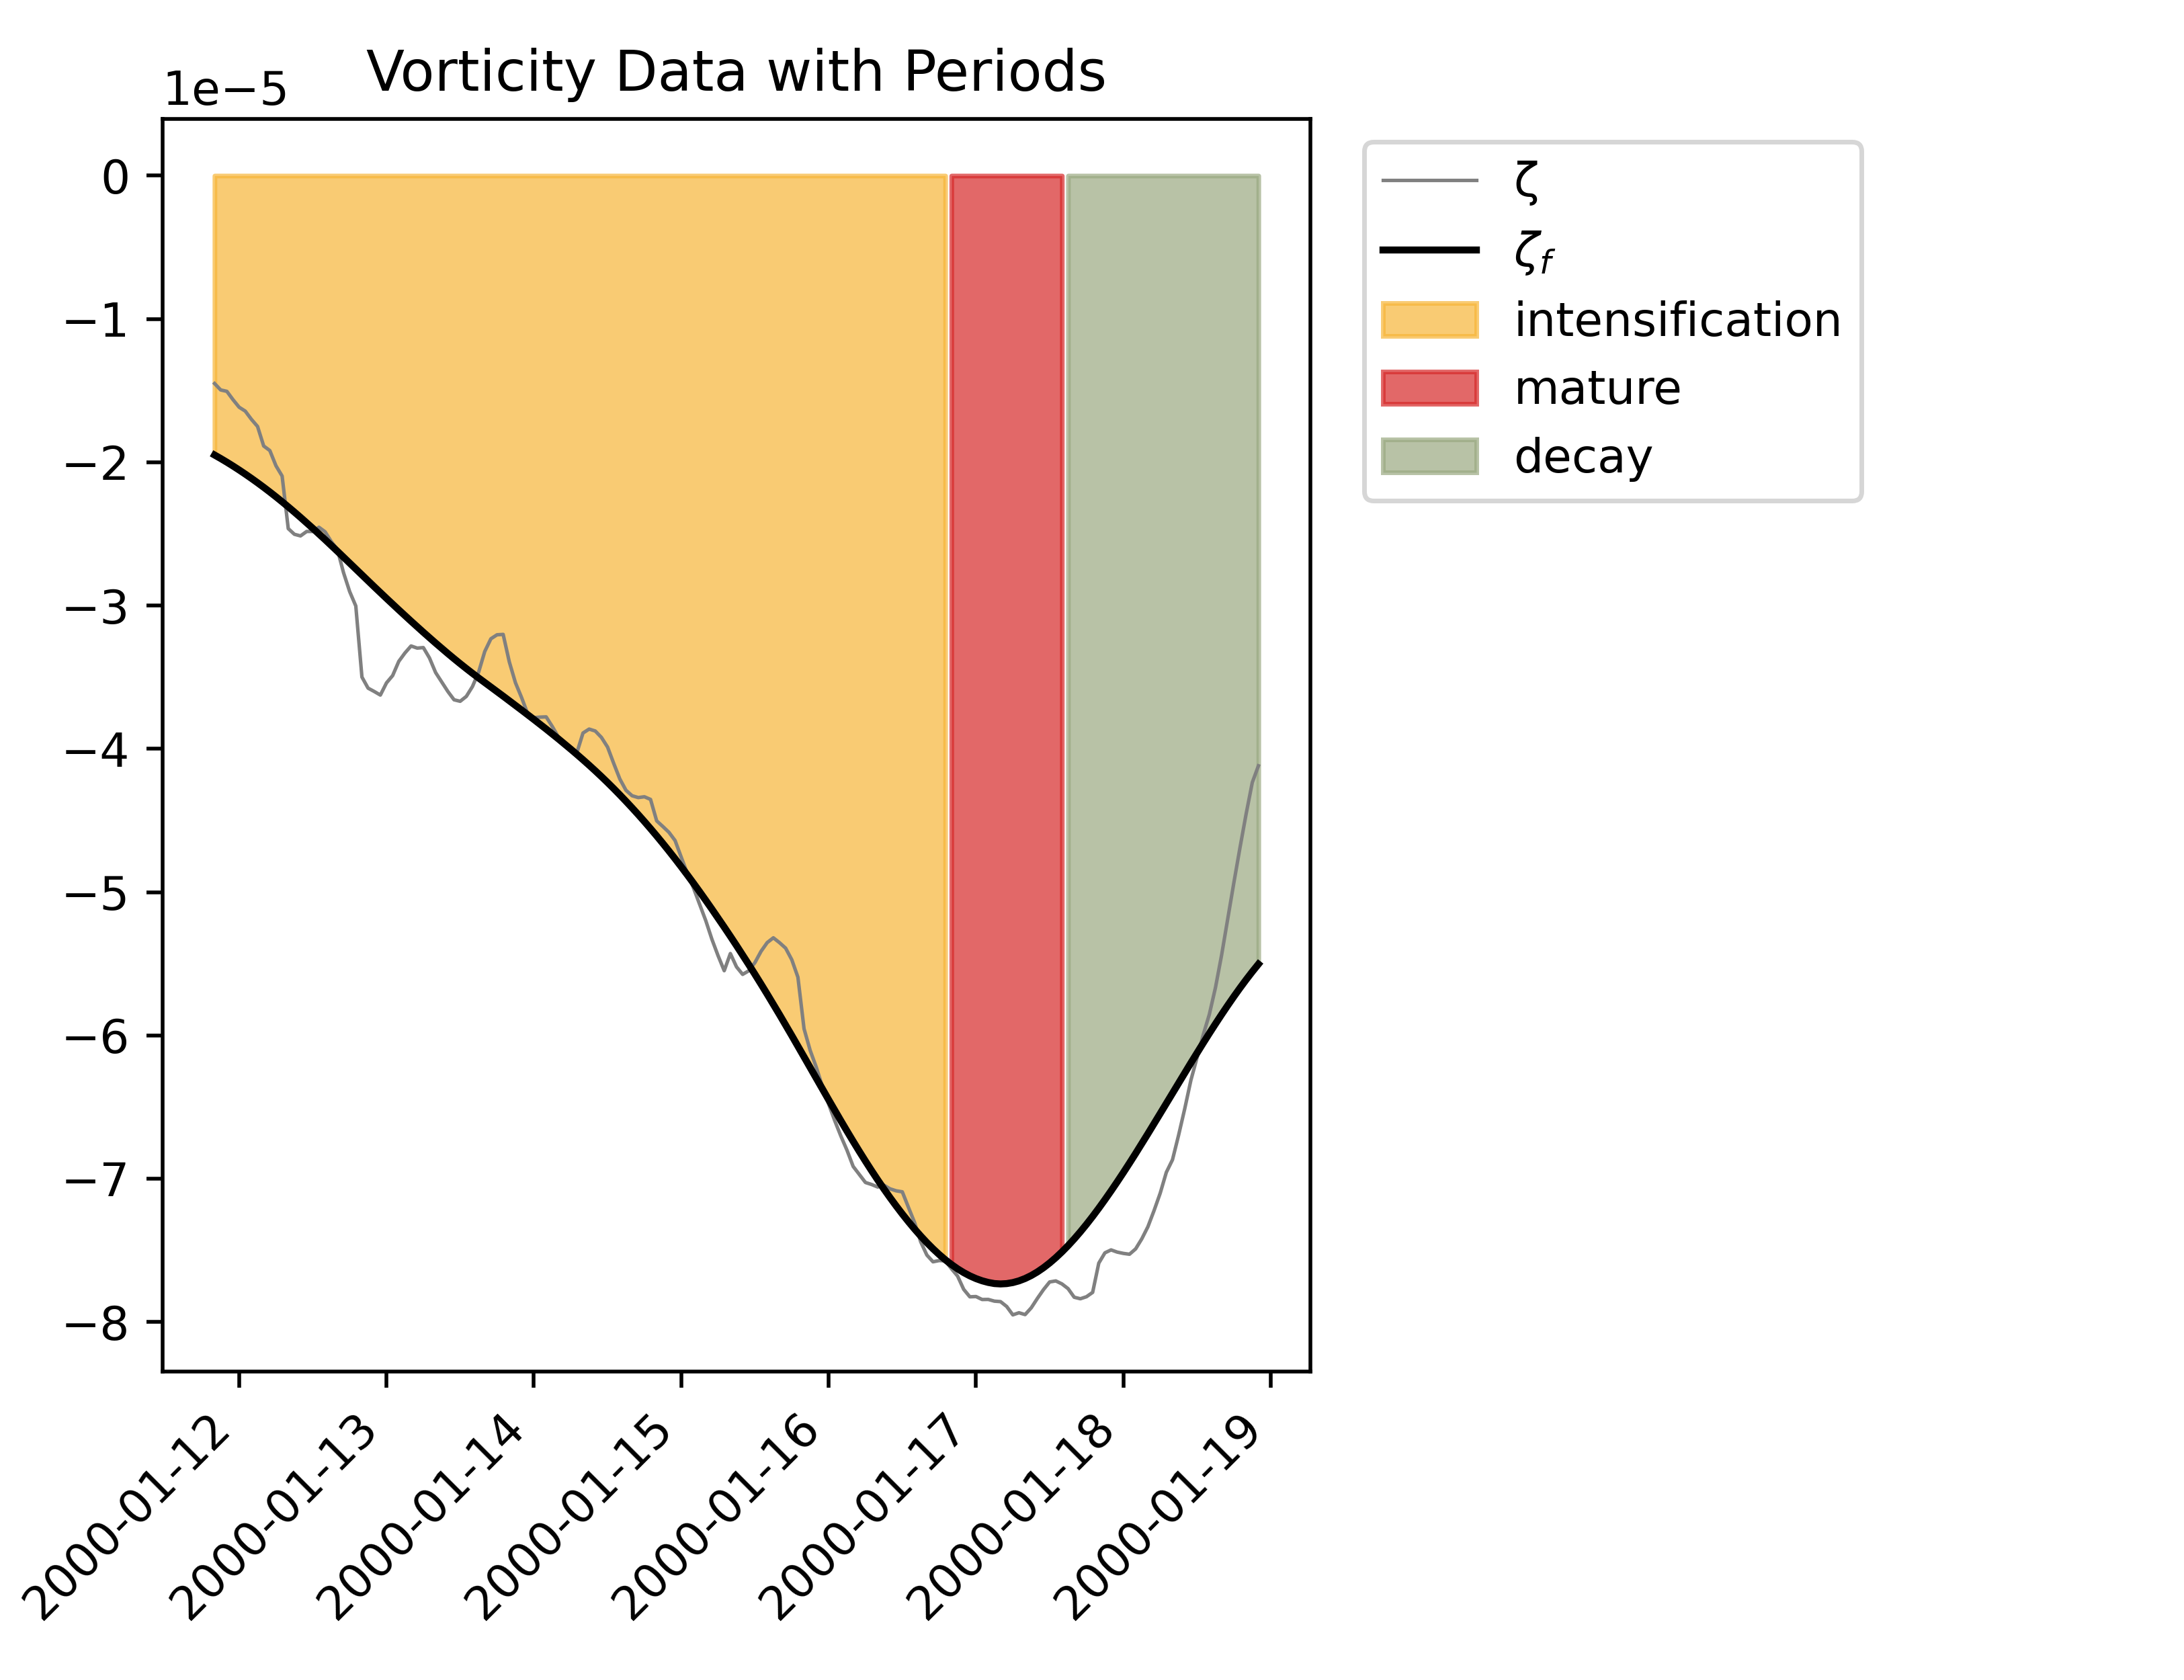 Vorticity Data with Periods
1e−5
0
−1
−2
−3
−4
−5
−6
−7
−8
2000-01-12
2000-01-13
2000-01-14
2000-01-15
2000-01-16
2000-01-17
2000-01-18
2000-01-19
ζ
ζf
intensification
mature
decay